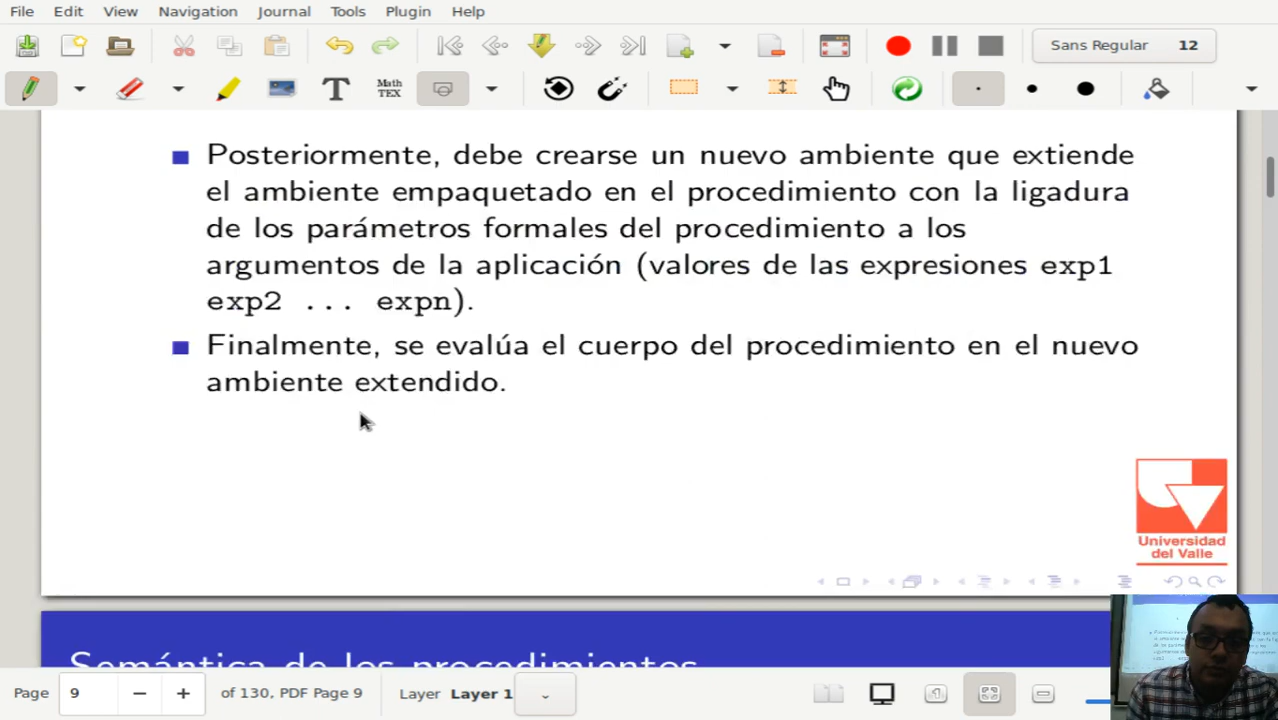 File Edit View Navigation Journal Tools Plugin Help
Sans Regular 12
T Math TEX
Posteriormente, debe crearse un nuevo ambiente que extiende
el ambiente empaquetado en el procedimiento con la ligadura
de los parámetros formales del procedimiento a los
argumentos de la aplicación (valores de las expresiones exp1
exp2 ... expn).
Finalmente, se evalúa el cuerpo del procedimiento en el nuevo
ambiente extendido.
Universidad
del Valle
Semántica de los procedimientos
Page 9 of 130, PDF Page 9 Layer Layer 1